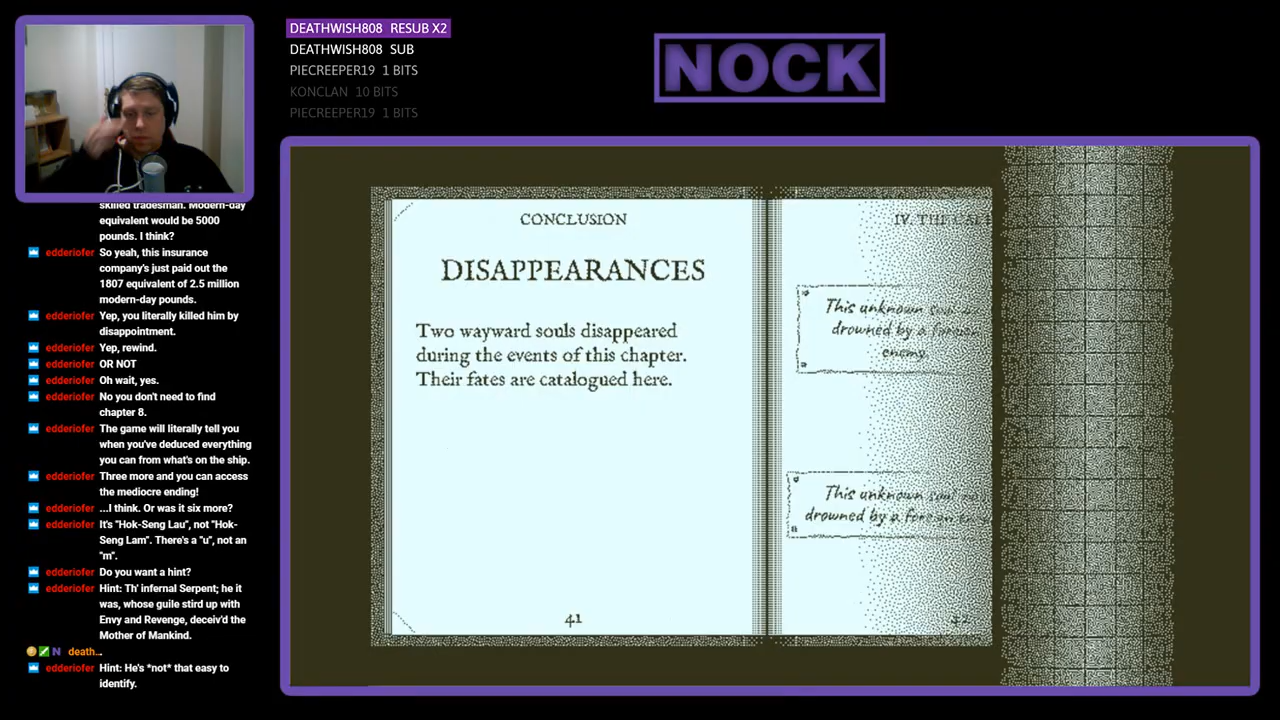 DEATHWISH808 RESUB X2
DEATHWISH808 SUB
PIECREEPER19 1 BITS
KONCLAN 10 BITS
PIECREEPER19 1 BITS
NOCK
skilled tradesman. Modern-day
equivalent would be 5000
pounds. I think?
edderiofer So yeah, this insurance
company's just paid out the
1807 equivalent of 2.5 million
modern-day pounds.
edderiofer Yep, you literally killed him by
disappointment.
edderiofer Yep, rewind.
edderiofer OR NOT
edderiofer Oh wait, yes.
edderiofer No you don't need to find
chapter 8.
edderiofer The game will literally tell you
when you've deduced everything
you can from what's on the ship.
edderiofer Three more and you can access
the mediocre ending!
edderiofer ...I think. Or was it six more?
edderiofer It's "Hok-Seng Lau", not "Hok-
Seng Lam". There's a "u", not an
"m".
edderiofer Do you want a hint?
edderiofer Hint: Th' infernal Serpent; he it
was, whose guile stird up with
Envy and Revenge, deceiv'd the
Mother of Mankind.
N death...
edderiofer Hint: He's *not* that easy to
identify.
CONCLUSION
DISAPPEARANCES
Two wayward souls disappeared
during the events of this chapter.
Their fates are catalogued here.
41
IV. THE
This unknown
drowned by a
This unknown
drowned by a
42